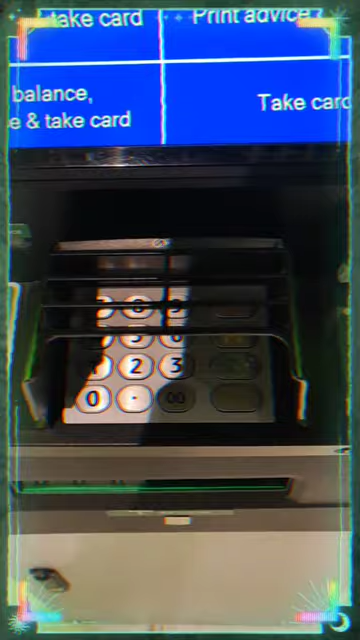 take card
Print advice
balance,
e & take card
Take card
2
3
0
.
00